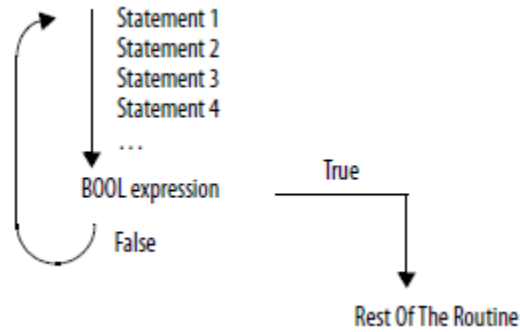 Statement 1
Statement 2
Statement 3
Statement 4
...
BOOL expression
True
False
Rest Of The Routine